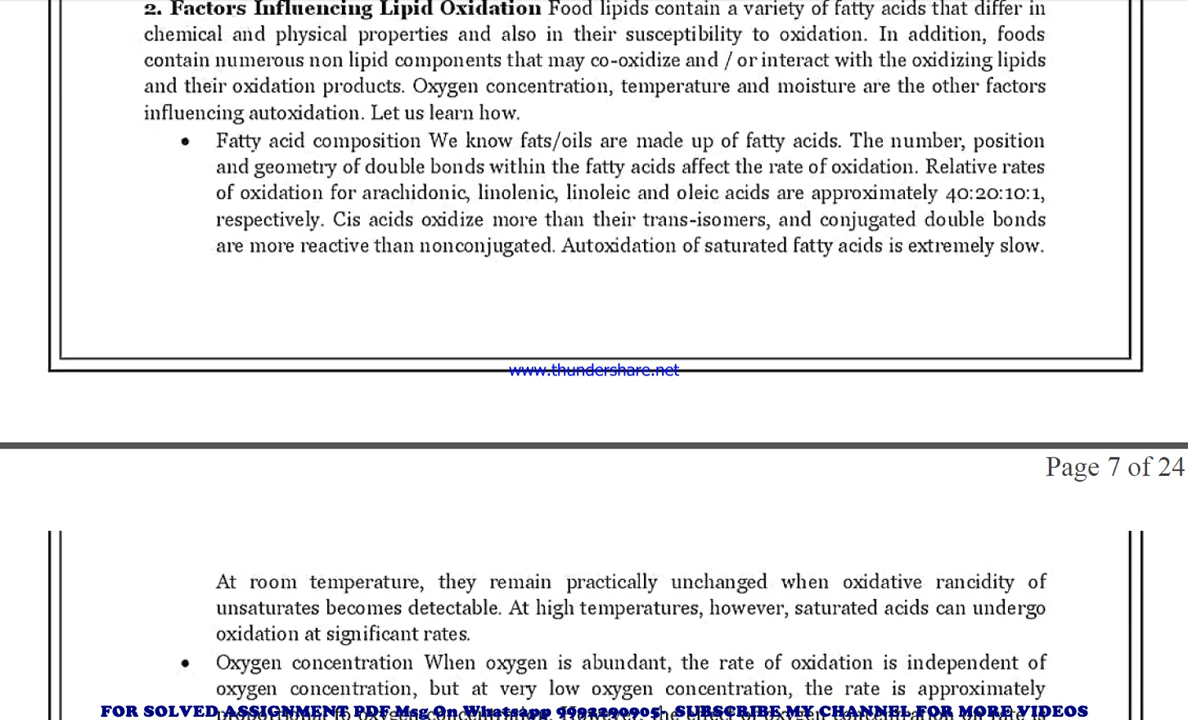 2. Factors Influencing Lipid Oxidation Food lipids contain a variety of fatty acids that differ in
chemical and physical properties and also in their susceptibility to oxidation. In addition, foods
contain numerous non lipid components that may co-oxidize and / or interact with the oxidizing lipids
and their oxidation products. Oxygen concentration, temperature and moisture are the other factors
influencing autoxidation. Let us learn how.
• Fatty acid composition We know fats/oils are made up of fatty acids. The number, position
and geometry of double bonds within the fatty acids affect the rate of oxidation. Relative rates
of oxidation for arachidonic, linolenic, linoleic and oleic acids are approximately 40:20:10:1,
respectively. Cis acids oxidize more than their trans-isomers, and conjugated double bonds
are more reactive than nonconjugated. Autoxidation of saturated fatty acids is extremely slow.
www.thundershare.net
Page 7 of 24
At room temperature, they remain practically unchanged when oxidative rancidity of
unsaturates becomes detectable. At high temperatures, however, saturated acids can undergo
oxidation at significant rates.
• Oxygen concentration When oxygen is abundant, the rate of oxidation is independent of
oxygen concentration, but at very low oxygen concentration, the rate is approximately
FOR SOLVED ASSIGNMENT PDF Msg On Whatsapp 9982290905 SUBSCRIBE MY CHANNEL FOR MORE VIDEOS